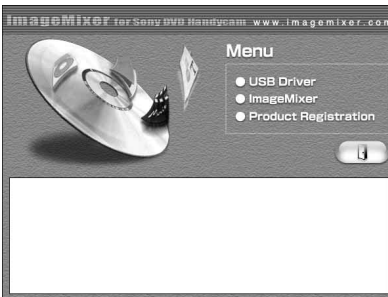 ImageMixer for Sony DVD Handycam www.imagemixer.com
Menu
USB Driver
ImageMixer
Product Registration